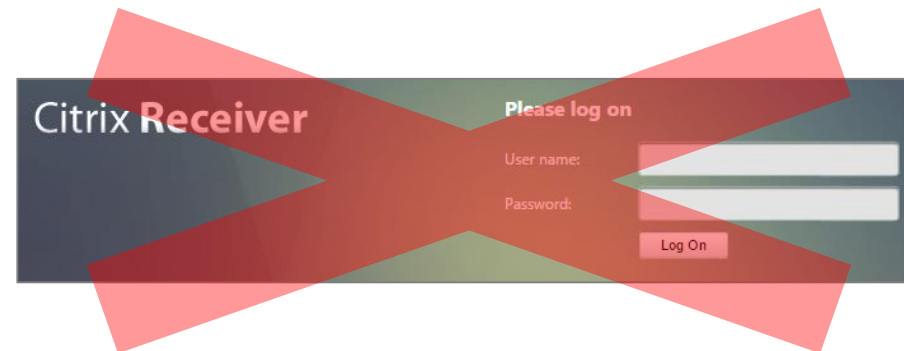 Citrix Receiver
Please log on
User name:
Password:
Log On